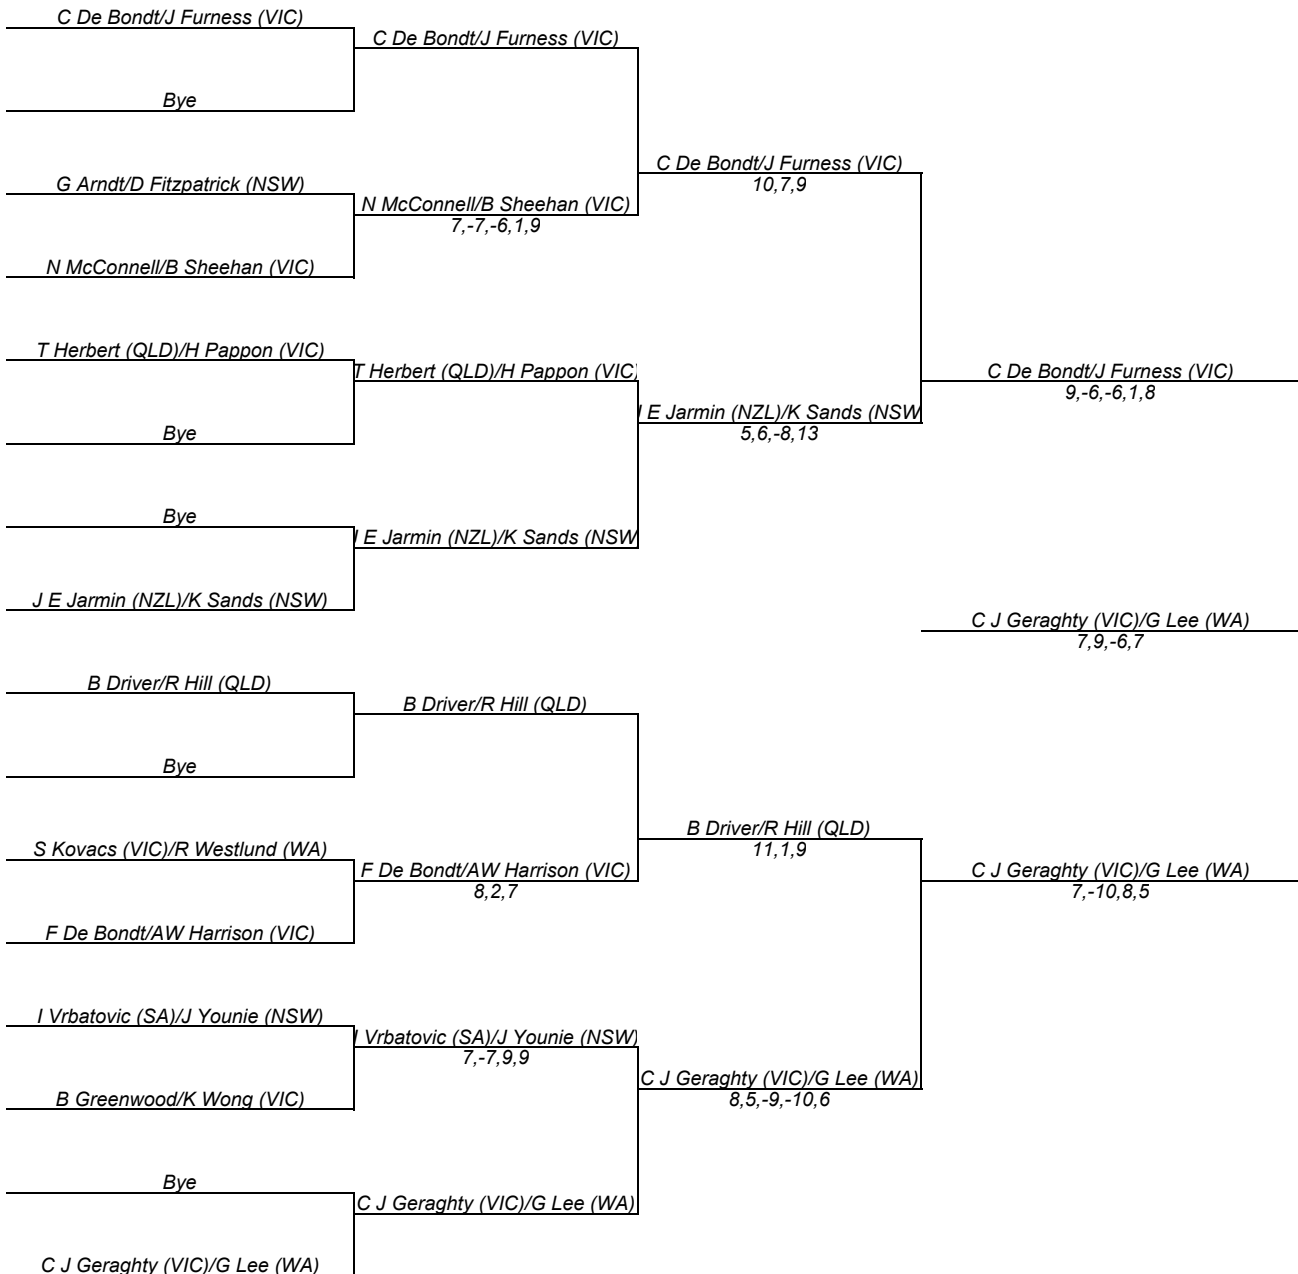 C De Bondt/J Furness (VIC)
C De Bondt/J Furness (VIC)
Bye
C De Bondt/J Furness (VIC)
10,7,9
G Arndt/D Fitzpatrick (NSW)
N McConnell/B Sheehan (VIC)
7,-7,-6,1,9
N McConnell/B Sheehan (VIC)
T Herbert (QLD)/H Pappon (VIC)
T Herbert (QLD)/H Pappon (VIC)
C De Bondt/J Furness (VIC)
9,-6,-6,1,8
E Jarmin (NZL)/K Sands (NSW
5,6,-8,13
Bye
Bye
E Jarmin (NZL)/K Sands (NSW
J E Jarmin (NZL)/K Sands (NSW)
C J Geraghty (VIC)/G Lee (WA)
7,9,-6,7
B Driver/R Hill (QLD)
B Driver/R Hill (QLD)
Bye
B Driver/R Hill (QLD)
11,1,9
S Kovacs (VIC)/R Westlund (WA)
F De Bondt/AW Harrison (VIC)
8,2,7
C J Geraghty (VIC)/G Lee (WA)
7,-10,8,5
F De Bondt/AW Harrison (VIC)
I Vrbatovic (SA)/J Younie (NSW)
I Vrbatovic (SA)/J Younie (NSW)
7,-7,9,9
C J Geraghty (VIC)/G Lee (WA)
8,5,-9,-10,6
B Greenwood/K Wong (VIC)
Bye
C J Geraghty (VIC)/G Lee (WA)
C J Geraghty (VIC)/G Lee (WA)